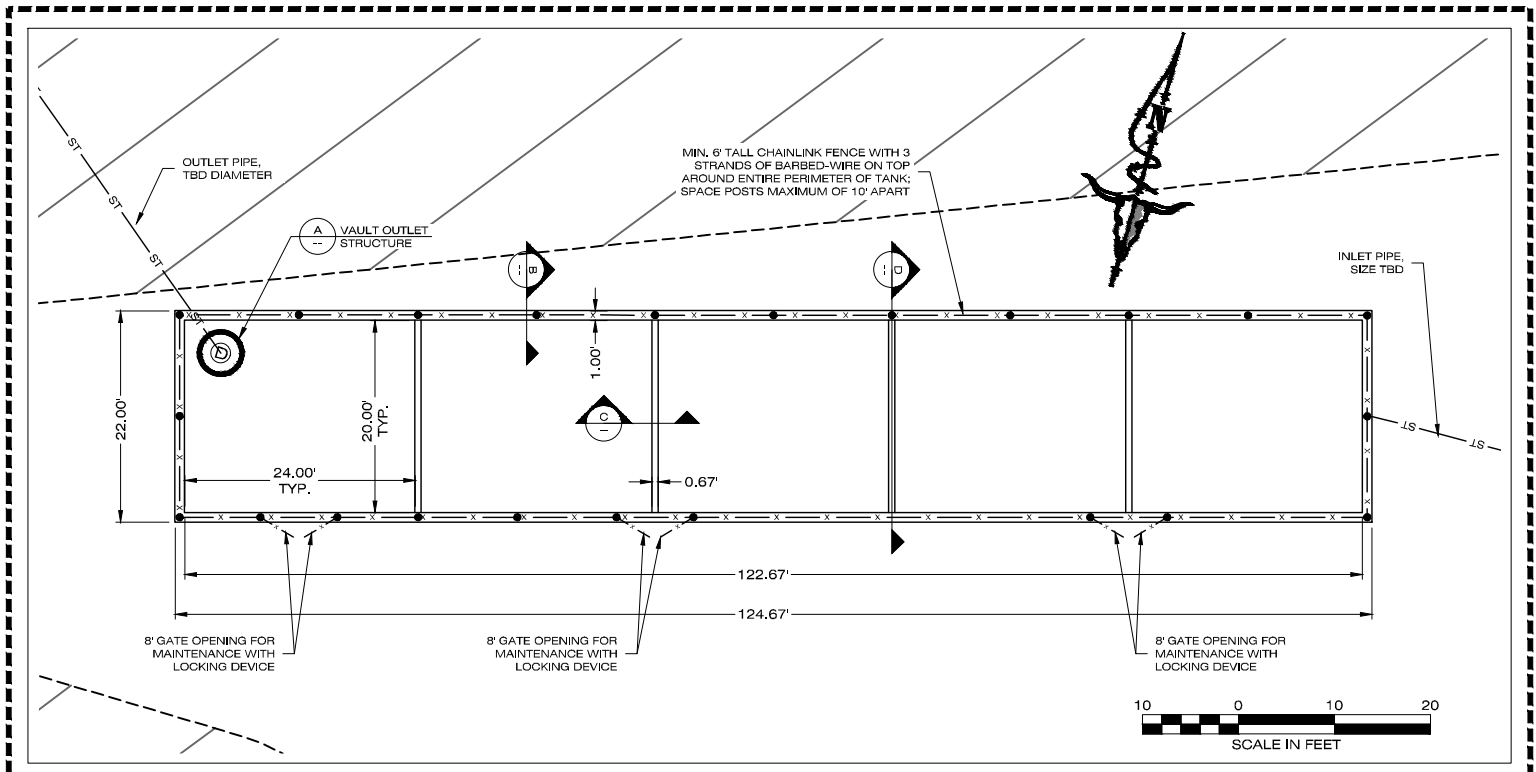 ST
ST
ST
ST
OUTLET PIPE,
TBD DIAMETER
A
--
VAULT OUTLET
STRUCTURE
MIN. 6' TALL CHAINLINK FENCE WITH 3
STRANDS OF BARBED-WIRE ON TOP
AROUND ENTIRE PERIMETER OF TANK;
SPACE POSTS MAXIMUM OF 10' APART
N
INLET PIPE,
SIZE TBD
B
--
D
--
D
1.00'
22.00'
20.00'
TYP.
C
--
24.00'
TYP.
0.67'
ST
ST
122.67'
124.67'
8' GATE OPENING FOR
MAINTENANCE WITH
LOCKING DEVICE
8' GATE OPENING FOR
MAINTENANCE WITH
LOCKING DEVICE
8' GATE OPENING FOR
MAINTENANCE WITH
LOCKING DEVICE
10 0 10 20
SCALE IN FEET